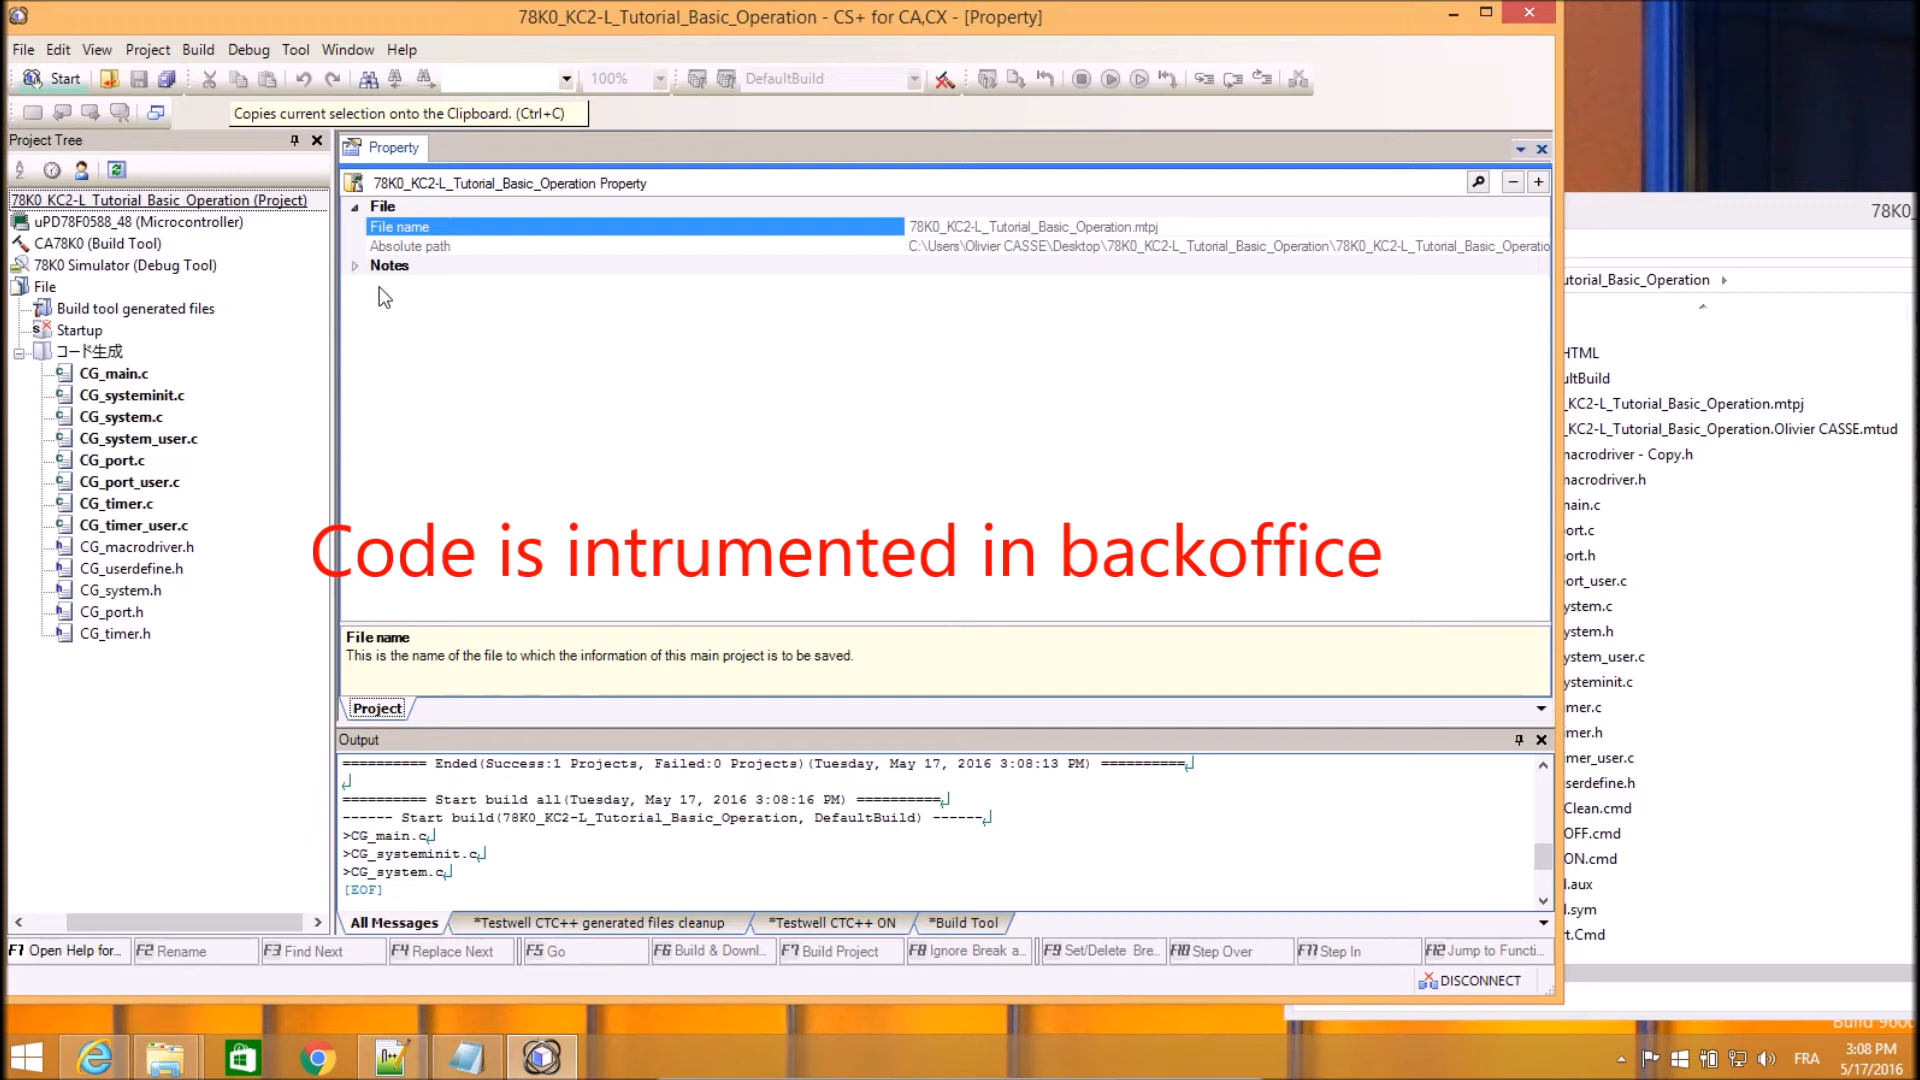 78K0_KC2-L_Tutorial_Basic_Operation - CS+ for CA,CX - [Property]
File Edit View Project Build Debug Tool Window Help
Start 100% DefaultBuild
Copies current selection onto the Clipboard. (Ctrl+C)
Project Tree
78K0_KC2-L_Tutorial_Basic_Operation (Project)
uPD78F0588_48 (Microcontroller)
CA78K0 (Build Tool)
78K0 Simulator (Debug Tool)
File
Build tool generated files
Startup
コード生成
CG_main.c
CG_systeminit.c
CG_system.c
CG_system_user.c
CG_port.c
CG_port_user.c
CG_timer.c
CG_timer_user.c
CG_macrodriver.h
CG_userdefine.h
CG_system.h
CG_port.h
CG_timer.h
Property
78K0_KC2-L_Tutorial_Basic_Operation Property
File
File name 78K0_KC2-L_Tutorial_Basic_Operation.mtpj
Absolute path C:\Users\Olivier CASSE\Desktop\78K0_KC2-L_Tutorial_Basic_Operation\78K0_KC2-L_Tutorial_Basic_Operatio
Notes
Code is intrumented in backoffice
File name
This is the name of the file to which the information of this main project is to be saved.
Project
Output
========== Ended(Success:1 Projects, Failed:0 Projects)(Tuesday, May 17, 2016 3:08:13 PM) ==========
========== Start build all(Tuesday, May 17, 2016 3:08:16 PM) ==========
------ Start build(78K0_KC2-L_Tutorial_Basic_Operation, DefaultBuild) ------
>CG_main.c
>CG_systeminit.c
>CG_system.c
[EOF]
All Messages *Testwell CTC++ generated files cleanup *Testwell CTC++ ON *Build Tool
F1 Open Help for... F2 Rename F3 Find Next F4 Replace Next F5 Go F6 Build & Downl... F7 Build Project F8 Ignore Break a... F9 Set/Delete Bre... F10 Step Over F11 Step In F12 Jump to Functi...
DISCONNECT
78K0_
utorial_Basic_Operation
HTML
ultBuild
_KC2-L_Tutorial_Basic_Operation.mtpj
_KC2-L_Tutorial_Basic_Operation.Olivier CASSE.mtud
nacrodriver - Copy.h
nacrodriver.h
nain.c
ort.c
ort.h
ort_user.c
ystem.c
ystem.h
ystem_user.c
ysteminit.c
mer.c
mer.h
mer_user.c
serdefine.h
Clean.cmd
OFF.cmd
ON.cmd
l.aux
l.sym
rt.Cmd
Build 9600
FRA
3:08 PM
5/17/2016